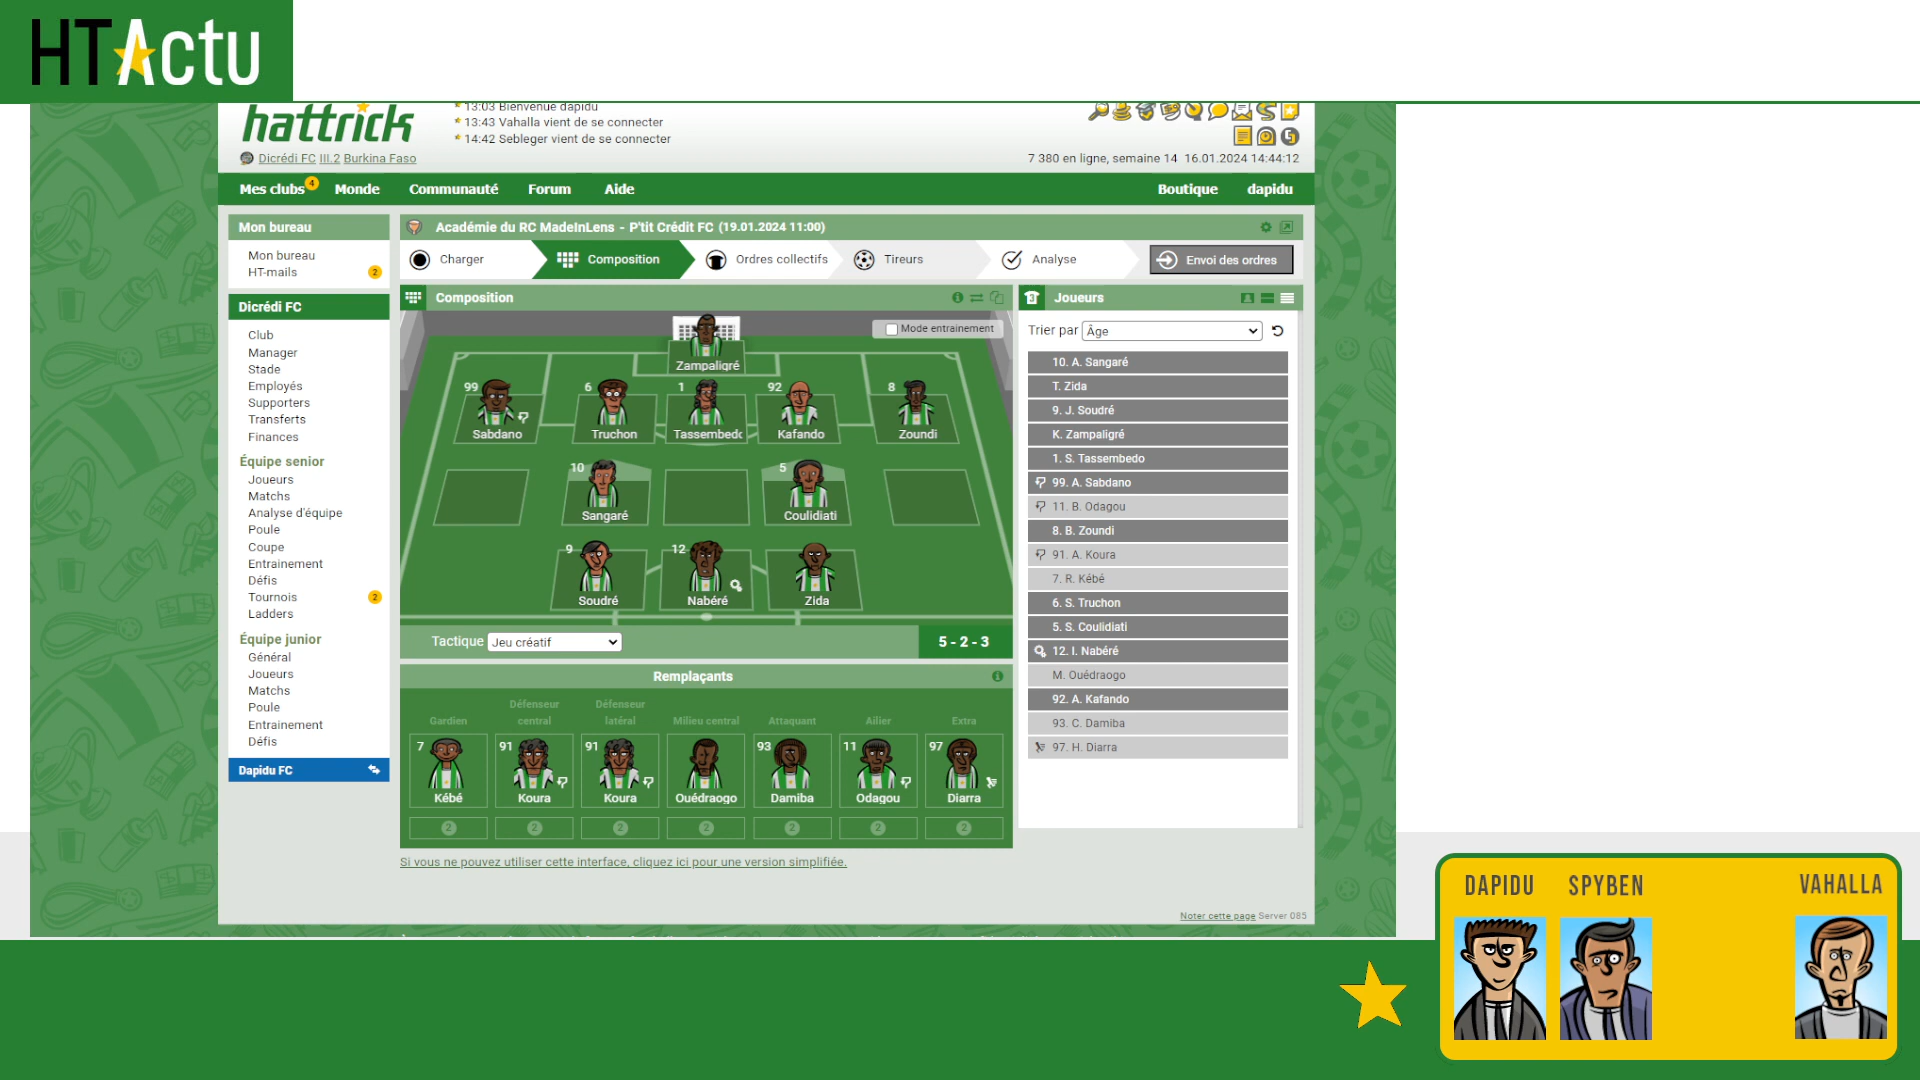 HTActu
hattrick
13:03 Bienvenue dapidu
13:43 Vahalla vient de se connecter
14:42 Sebleger vient de se connecter
Dicrédi FC III.2 Burkina Faso
7 380 en ligne, semaine 14 16.01.2024 14:44:12
Mes clubs 4 Monde Communauté Forum Aide Boutique dapidu
Mon bureau
Mon bureau
HT-mails 2
Dicrédi FC
Club
Manager
Stade
Employés
Supporters
Transferts
Finances
Équipe senior
Joueurs
Matchs
Analyse d'équipe
Poule
Coupe
Entrainement
Défis
Tournois 2
Ladders
Équipe junior
Général
Joueurs
Matchs
Poule
Entrainement
Défis
Dapidu FC
Académie du RC MadeInLens - P'tit Crédit FC (19.01.2024 11:00)
Charger Composition Ordres collectifs Tireurs Analyse Envoi des ordres
Composition
Mode entrainement
Zampaligré
99 6 1 92 8
Sabdano Truchon Tassembedo Kafando Zoundi
10 5
Sangaré Coulidiati
9 12
Soudré Nabéré Zida
Tactique Jeu créatif 5 - 2 - 3
Remplaçants
Gardien Défenseur central Défenseur latéral Milieu central Attaquant Ailier Extra
7 91 91 93 11 97
Kébé Koura Koura Ouédraogo Damiba Odagou Diarra
2 2 2 2 2 2 2
Si vous ne pouvez utiliser cette interface, cliquez ici pour une version simplifiée.
3 Joueurs
Trier par Âge
10. A. Sangaré
T. Zida
9. J. Soudré
K. Zampaligré
1. S. Tassembedo
99. A. Sabdano
11. B. Odagou
8. B. Zoundi
91. A. Koura
7. R. Kébé
6. S. Truchon
5. S. Coulidiati
12. I. Nabéré
M. Ouédraogo
92. A. Kafando
93. C. Damiba
97. H. Diarra
Noter cette page Server 085
DAPIDU SPYBEN VAHALLA